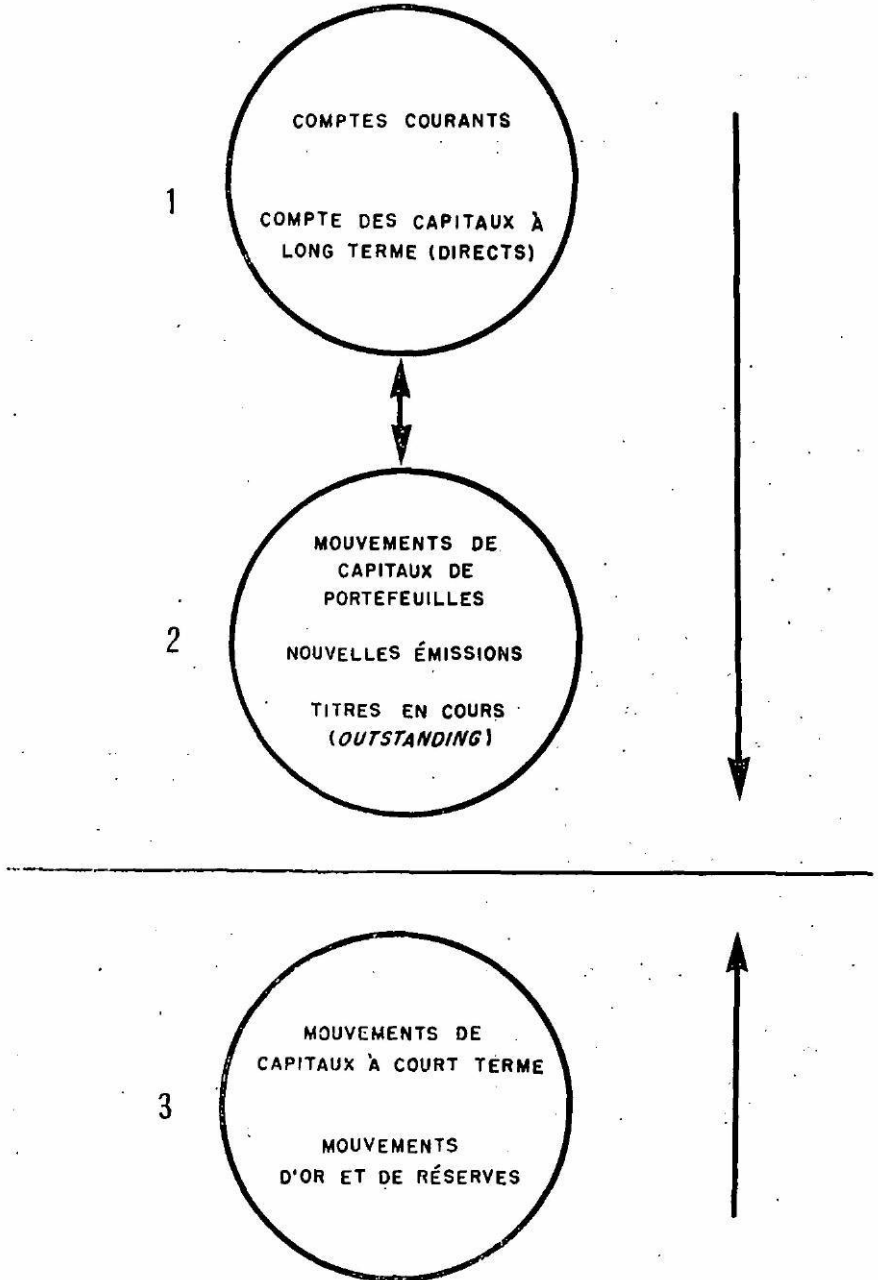 1
COMPTES COURANTS
COMPTE DES CAPITAUX À
LONG TERME (DIRECTS)
2
MOUVEMENTS DE
CAPITAUX DE
PORTEFEUILLES
NOUVELLES ÉMISSIONS
TITRES EN COURS
(OUTSTANDING)
3
MOUVEMENTS DE
CAPITAUX À COURT TERME
MOUVEMENTS
D'OR ET DE RÉSERVES